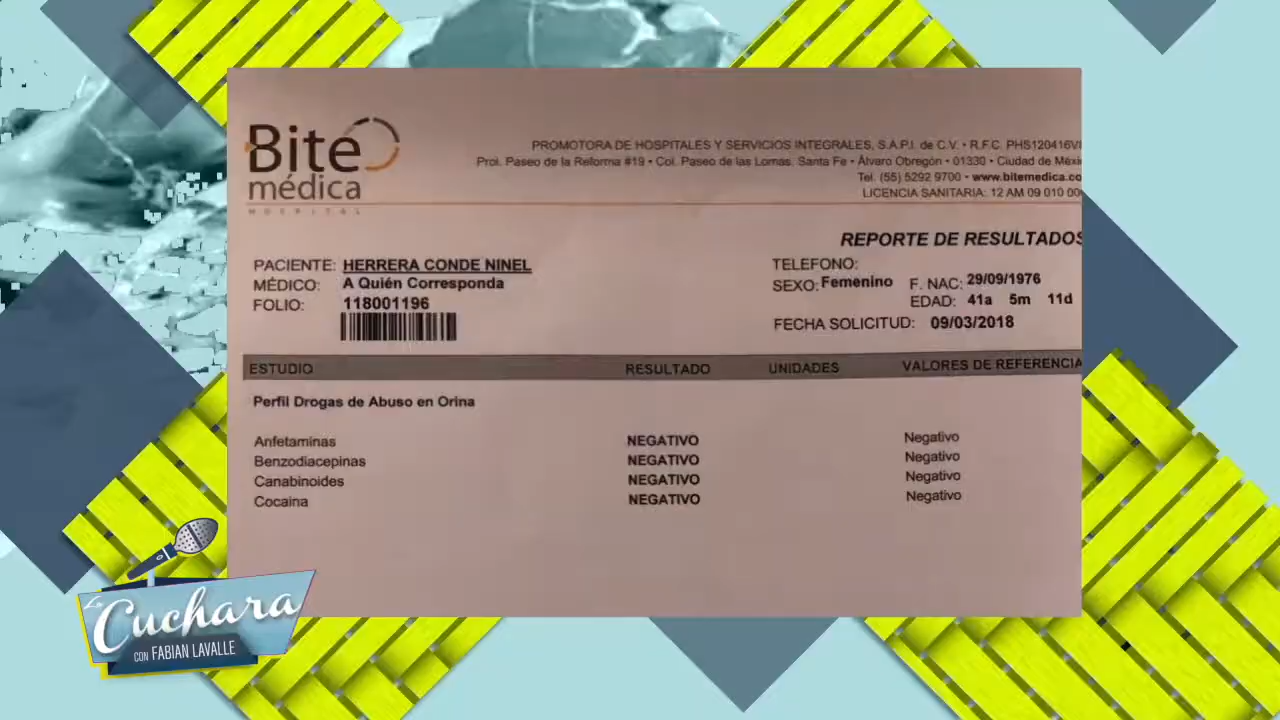 Bite
médica
HOSPITAL
PROMOTORA DE HOSPITALES Y SERVICIOS INTEGRALES, S.A.P.I. de C.V. • R.F.C. PHS120416V
Prol. Paseo de la Reforma #19 • Col. Paseo de las Lomas, Santa Fe • Álvaro Obregón • 01330 • Ciudad de Méxi
Tel. (55) 5292 9700 • www.bitemedica.co
LICENCIA SANITARIA: 12 AM 09 010 00
REPORTE DE RESULTADOS
PACIENTE: HERRERA CONDE NINEL
MÉDICO: A Quién Corresponda
FOLIO: 118001196
TELEFONO:
SEXO: Femenino F. NAC: 29/09/1976
EDAD: 41a 5m 11d
FECHA SOLICITUD: 09/03/2018
ESTUDIO RESULTADO UNIDADES VALORES DE REFERENCIA
Perfil Drogas de Abuso en Orina
Anfetaminas NEGATIVO Negativo
Benzodiacepinas NEGATIVO Negativo
Canabinoides NEGATIVO Negativo
Cocaina NEGATIVO Negativo
La Cuchara
CON FABIAN LAVALLE